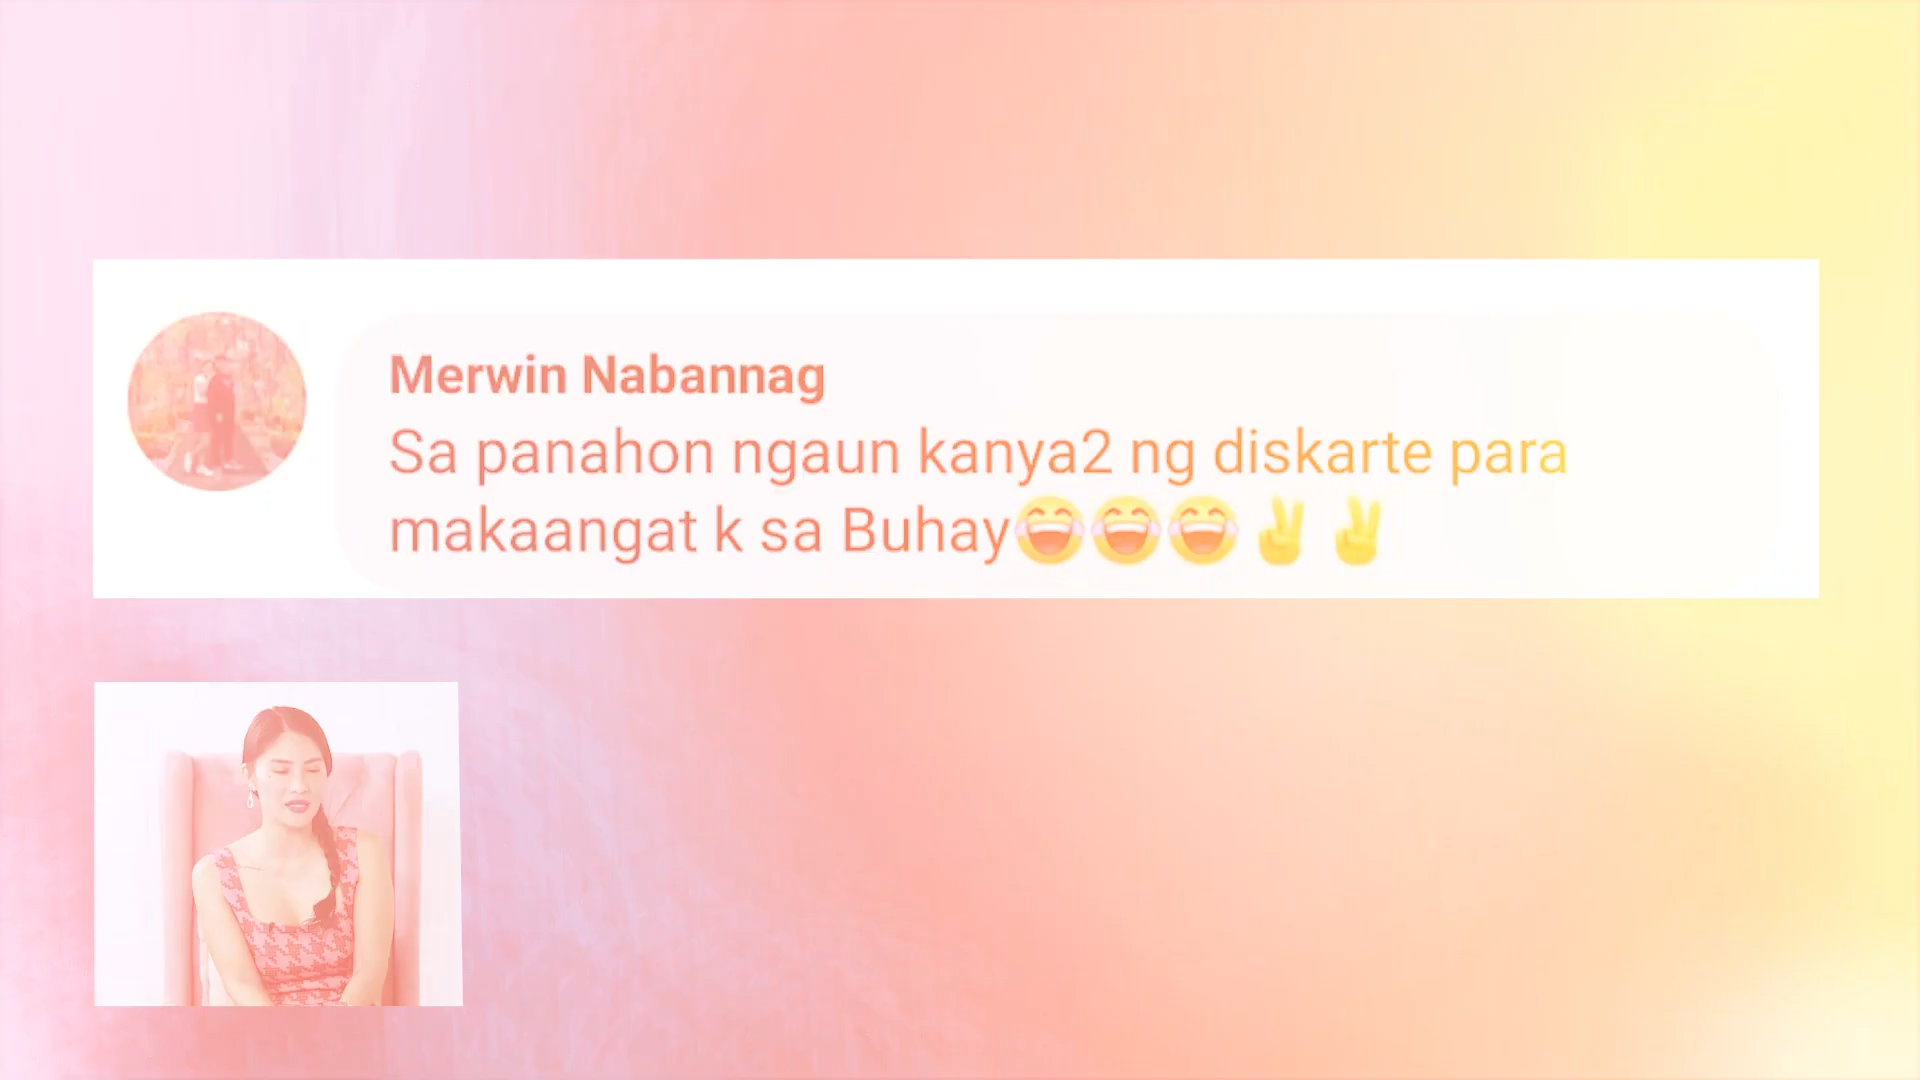 Merwin Nabannag
Sa panahon ngaun kanya2 ng diskarte para
makaangat k sa Buhay😂😂😂✌️✌️